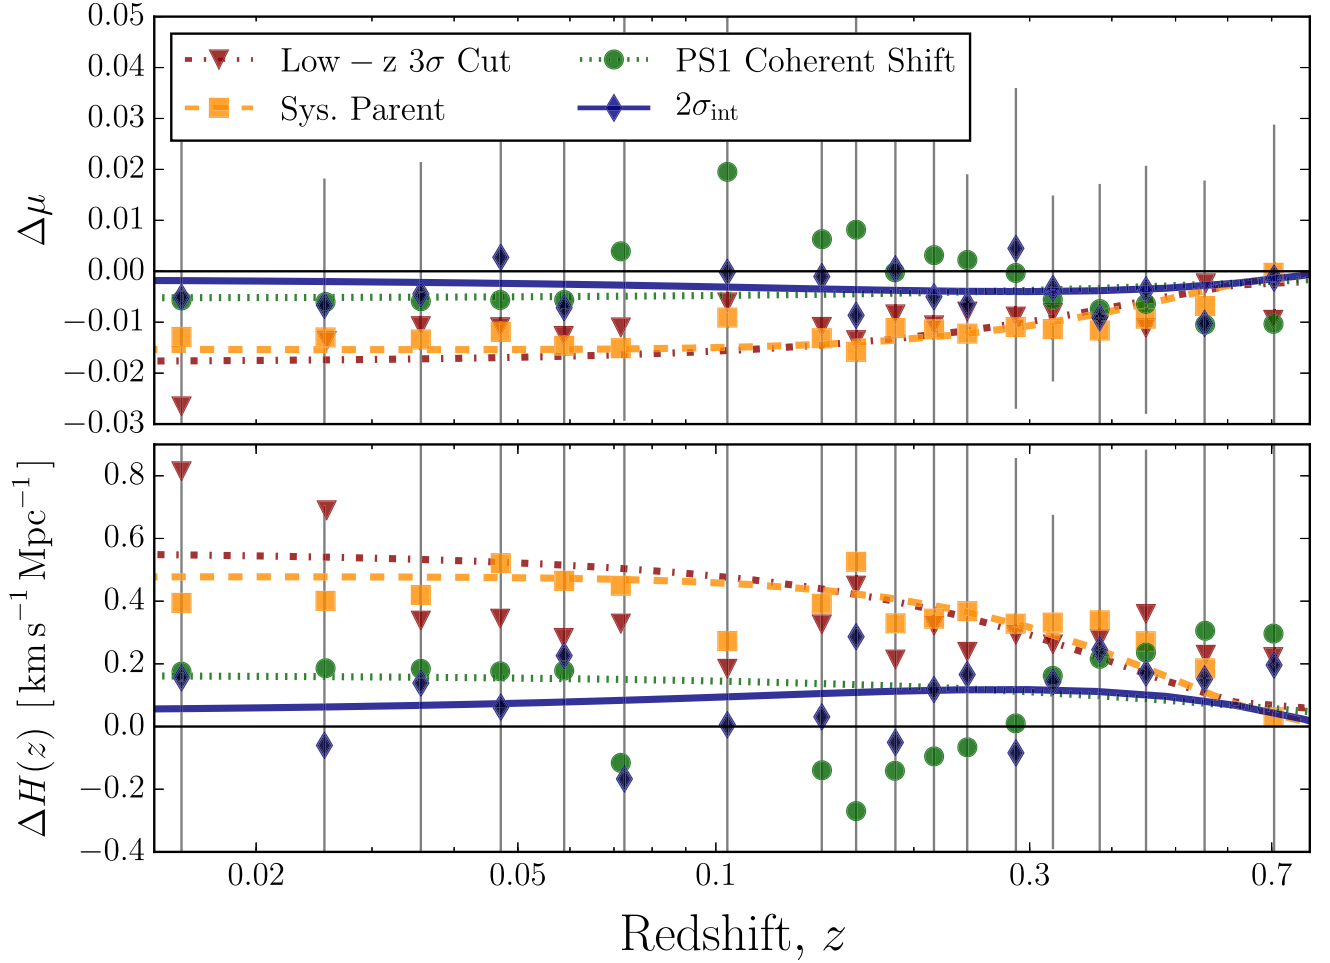 0.05
0.04
0.03
0.02
0.01
0.00
−0.01
−0.02
−0.03
Δμ
Low − z 3σ Cut
Sys. Parent
PS1 Coherent Shift
2σint
0.8
0.6
0.4
0.2
0.0
−0.2
−0.4
ΔH(z) [km s−1 Mpc−1]
0.02 0.05 0.1 0.3 0.7
Redshift, z